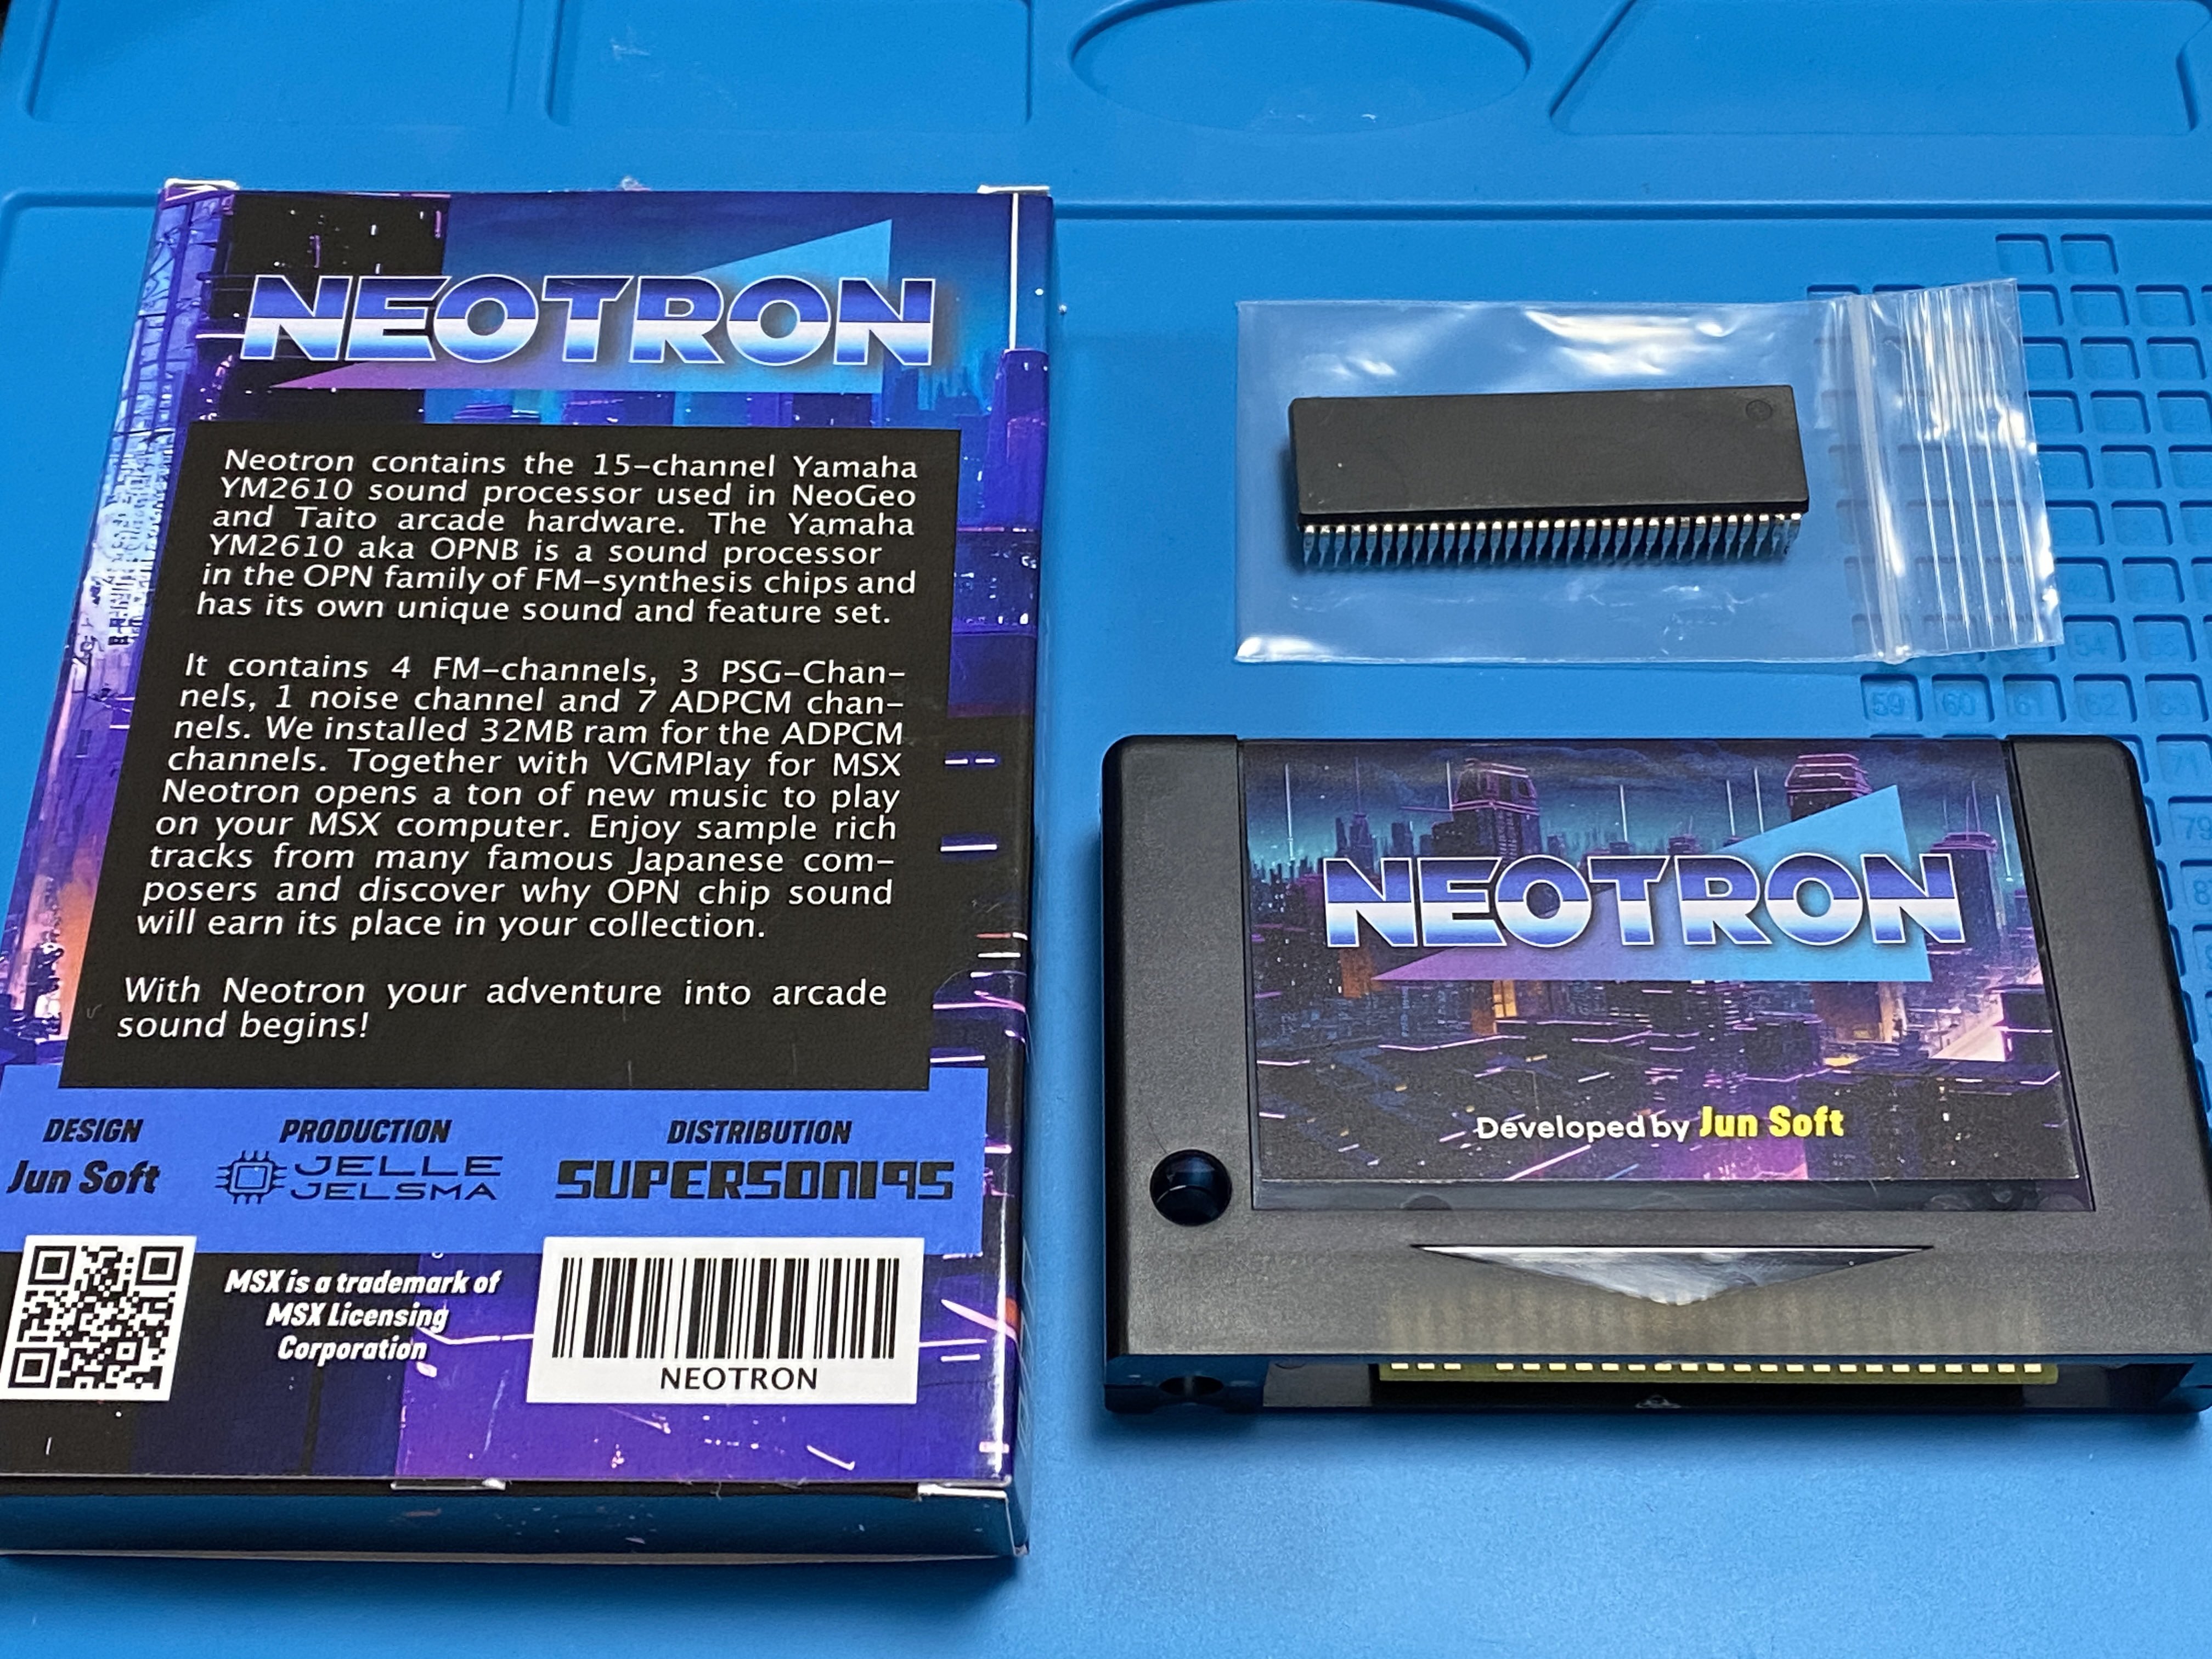 NEOTRON
Neotron contains the 15-channel Yamaha
YM2610 sound processor used in NeoGeo
and Taito arcade hardware. The Yamaha
YM2610 aka OPNB is a sound processor
in the OPN family of FM-synthesis chips and
has its own unique sound and feature set.
It contains 4 FM-channels, 3 PSG-Chan-
nels, 1 noise channel and 7 ADPCM chan-
nels. We installed 32MB ram for the ADPCM
channels. Together with VGMPlay for MSX
Neotron opens a ton of new music to play
on your MSX computer. Enjoy sample rich
tracks from many famous Japanese com-
posers and discover why OPN chip sound
will earn its place in your collection.
With Neotron your adventure into arcade
sound begins!
DESIGN
Jun Soft
PRODUCTION
JELLE
JELSMA
DISTRIBUTION
SUPERSONIQS
MSX is a trademark of
MSX Licensing
Corporation
NEOTRON
NEOTRON
Developed by Jun Soft
54
59
60
61
62
63
71
79